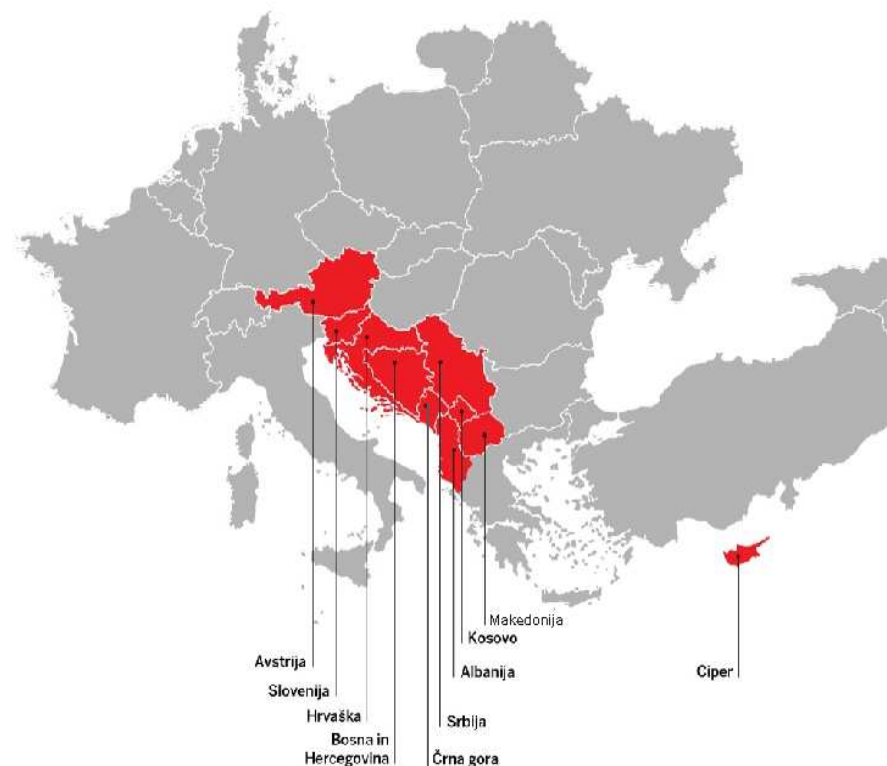 Makedonija
Kosovo
Avstrija
Albanija
Ciper
Slovenija
Hrvaška
Srbija
Bosna in
Hercegovina
Črna gora